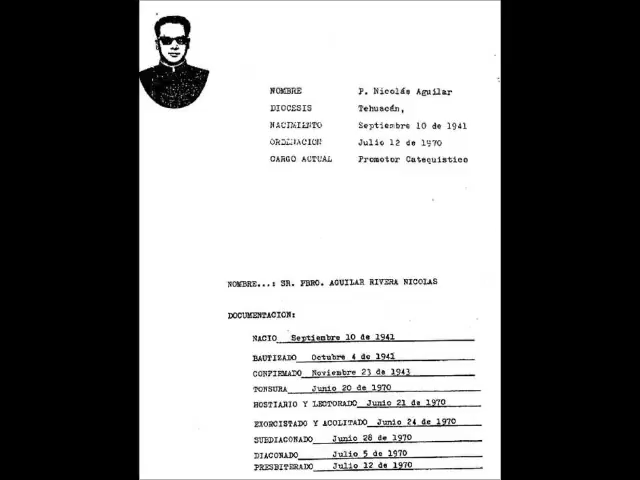 NOMBRE P. Nicolás Aguilar
DIOCESIS Tehuacán,
NACIMIENTO Septiembre 10 de 1941
ORDENACION Julio 12 de 1970
CARGO ACTUAL Promotor Catequistico
NOMBRE...: SR. PBRO. AGUILAR RIVERA NICOLAS
DOCUMENTACION:
NACIO Septiembre 10 de 1941
BAUTIZADO Octubre 4 de 1941
CONFIRMADO Noviembre 23 de 1943
TONSURA Junio 20 de 1970
HOSTIARIO Y LECTORADO Junio 21 de 1970
EXORCISTADO Y ACOLITADO Junio 24 de 1970
SUBDIACONADO Junio 28 de 1970
DIACONADO Julio 5 de 1970
PRESBITERADO Julio 12 de 1970